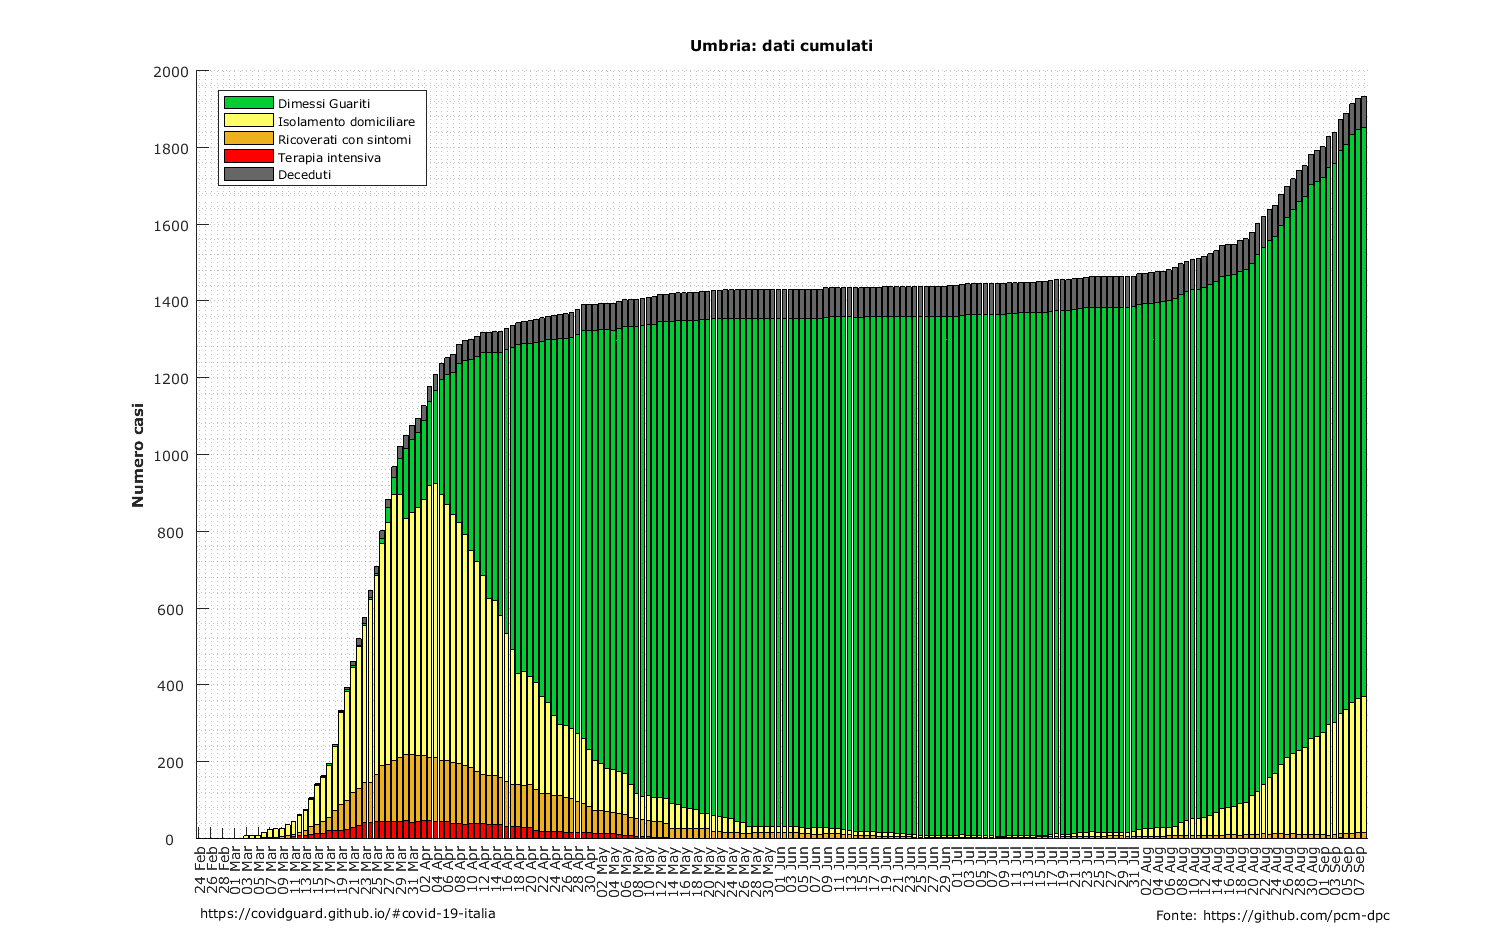 Umbria: dati cumulati
2000
1800
1600
1400
1200
1000
800
600
400
200
0
Numero casi
Dimessi Guariti
Isolamento domiciliare
Ricoverati con sintomi
Terapia intensiva
Deceduti
24 Feb
26 Feb
28 Feb
01 Mar
03 Mar
05 Mar
07 Mar
09 Mar
11 Mar
13 Mar
15 Mar
17 Mar
19 Mar
21 Mar
23 Mar
25 Mar
27 Mar
29 Mar
31 Mar
02 Apr
04 Apr
06 Apr
08 Apr
10 Apr
12 Apr
14 Apr
16 Apr
18 Apr
20 Apr
22 Apr
24 Apr
26 Apr
28 Apr
30 Apr
02 May
04 May
06 May
08 May
10 May
12 May
14 May
16 May
18 May
20 May
22 May
24 May
26 May
28 May
30 May
01 Jun
03 Jun
05 Jun
07 Jun
09 Jun
11 Jun
13 Jun
15 Jun
17 Jun
19 Jun
21 Jun
23 Jun
25 Jun
27 Jun
29 Jun
01 Jul
03 Jul
05 Jul
07 Jul
09 Jul
11 Jul
13 Jul
15 Jul
17 Jul
19 Jul
21 Jul
23 Jul
25 Jul
27 Jul
29 Jul
31 Jul
02 Aug
04 Aug
06 Aug
08 Aug
10 Aug
12 Aug
14 Aug
16 Aug
18 Aug
20 Aug
22 Aug
24 Aug
26 Aug
28 Aug
30 Aug
01 Sep
03 Sep
05 Sep
07 Sep
https://covidguard.github.io/#covid-19-italia
Fonte: https://github.com/pcm-dpc